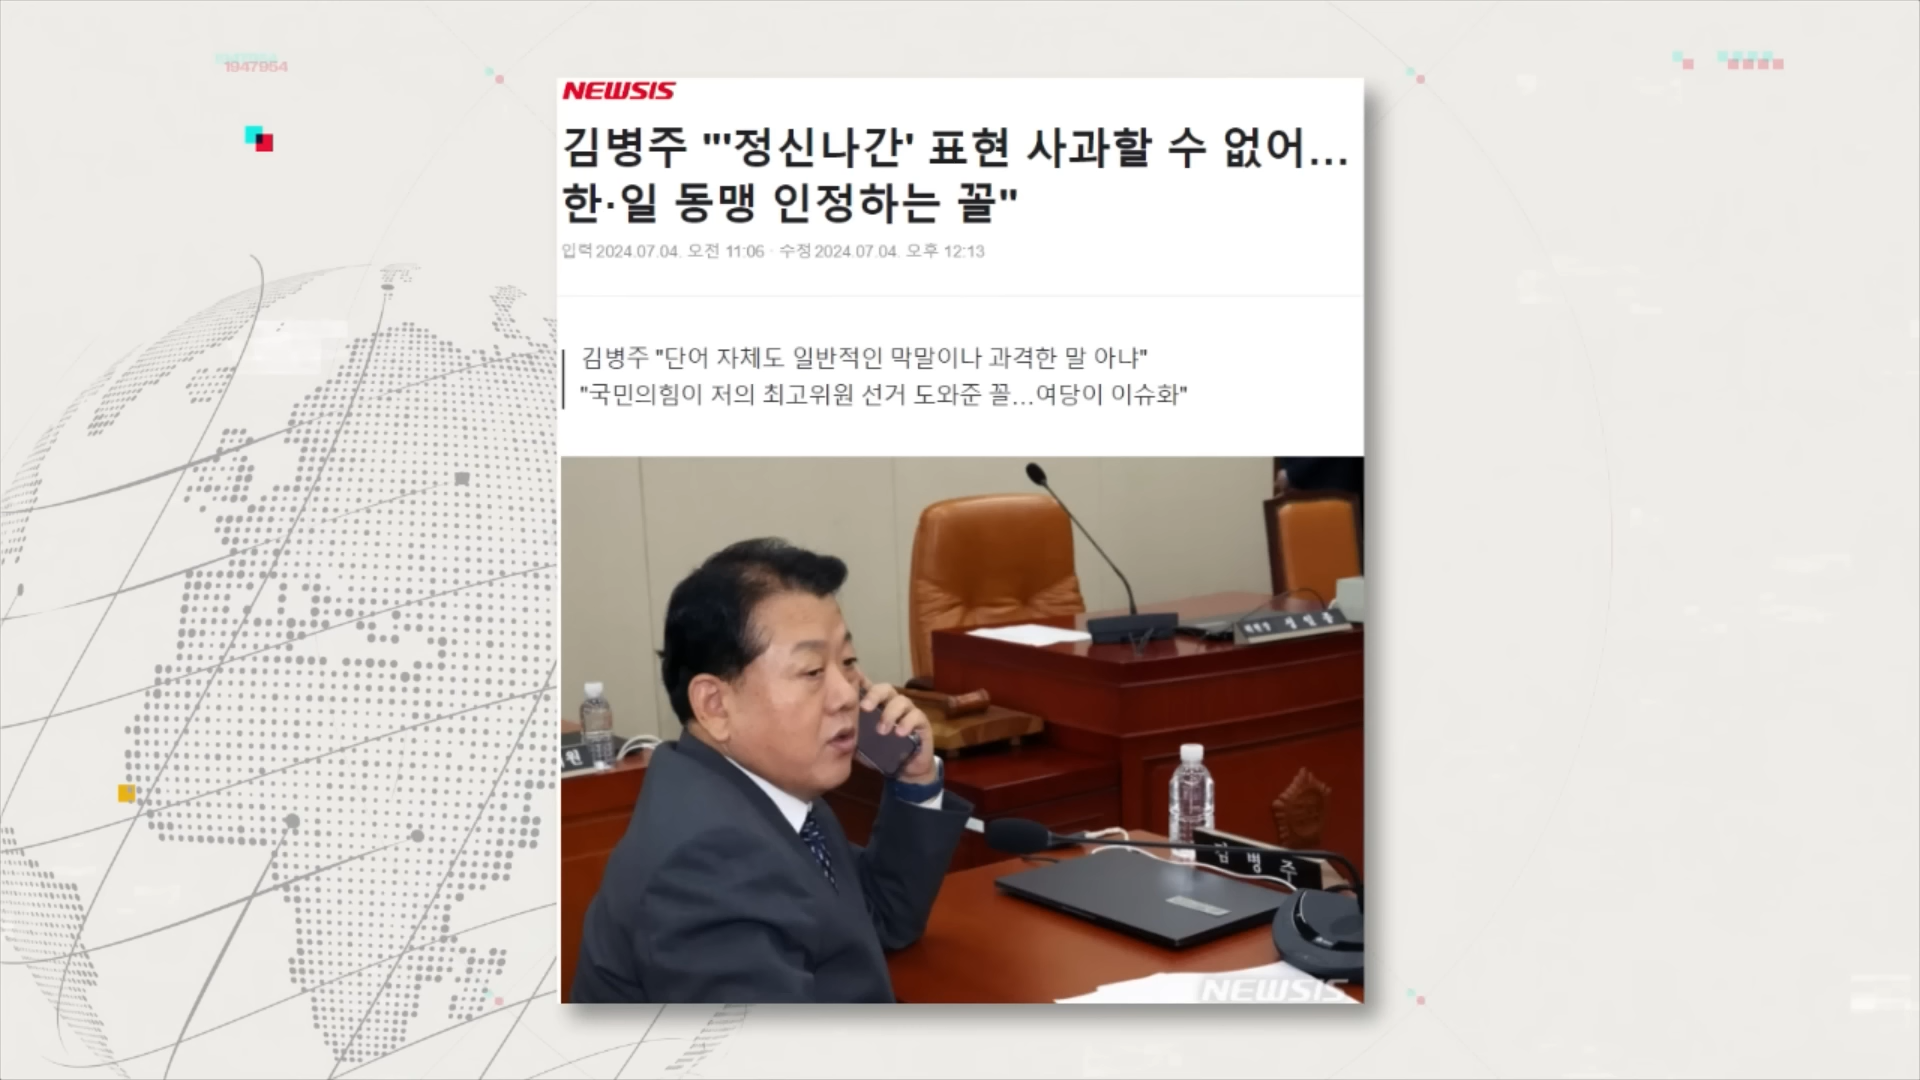 1947954
NEWSIS
김병주 "'정신나간' 표현 사과할 수 없어...
한·일 동맹 인정하는 꼴"
입력 2024.07.04. 오전 11:06 · 수정 2024.07.04. 오후 12:13
김병주 "단어 자체도 일반적인 막말이나 과격한 말 아냐"
"국민의힘이 저의 최고위원 선거 도와준 꼴...여당이 이슈화"
원
김병주
NEWSIS